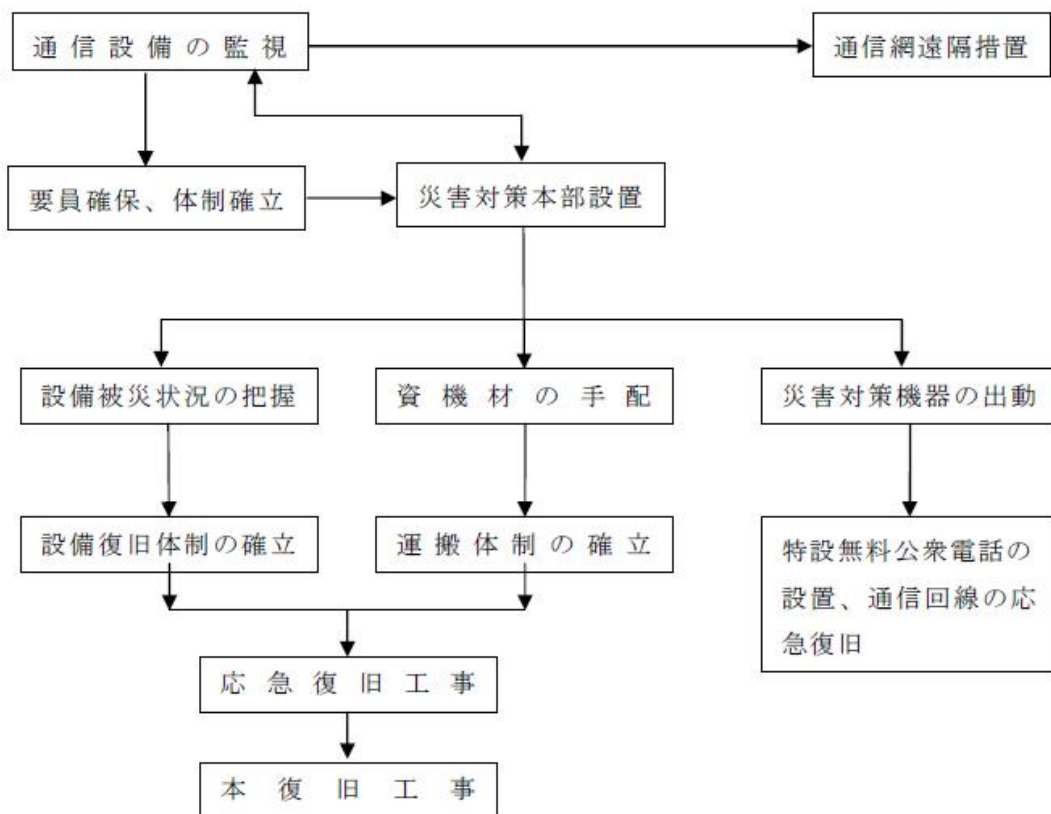 通信設備の監視
通信網遠隔措置
要員確保、体制確立
災害対策本部設置
設備被災状況の把握
資機材の手配
災害対策機器の出動
設備復旧体制の確立
運搬体制の確立
特設無料公衆電話の
設置、通信回線の応
急復旧
応急復旧工事
本復旧工事